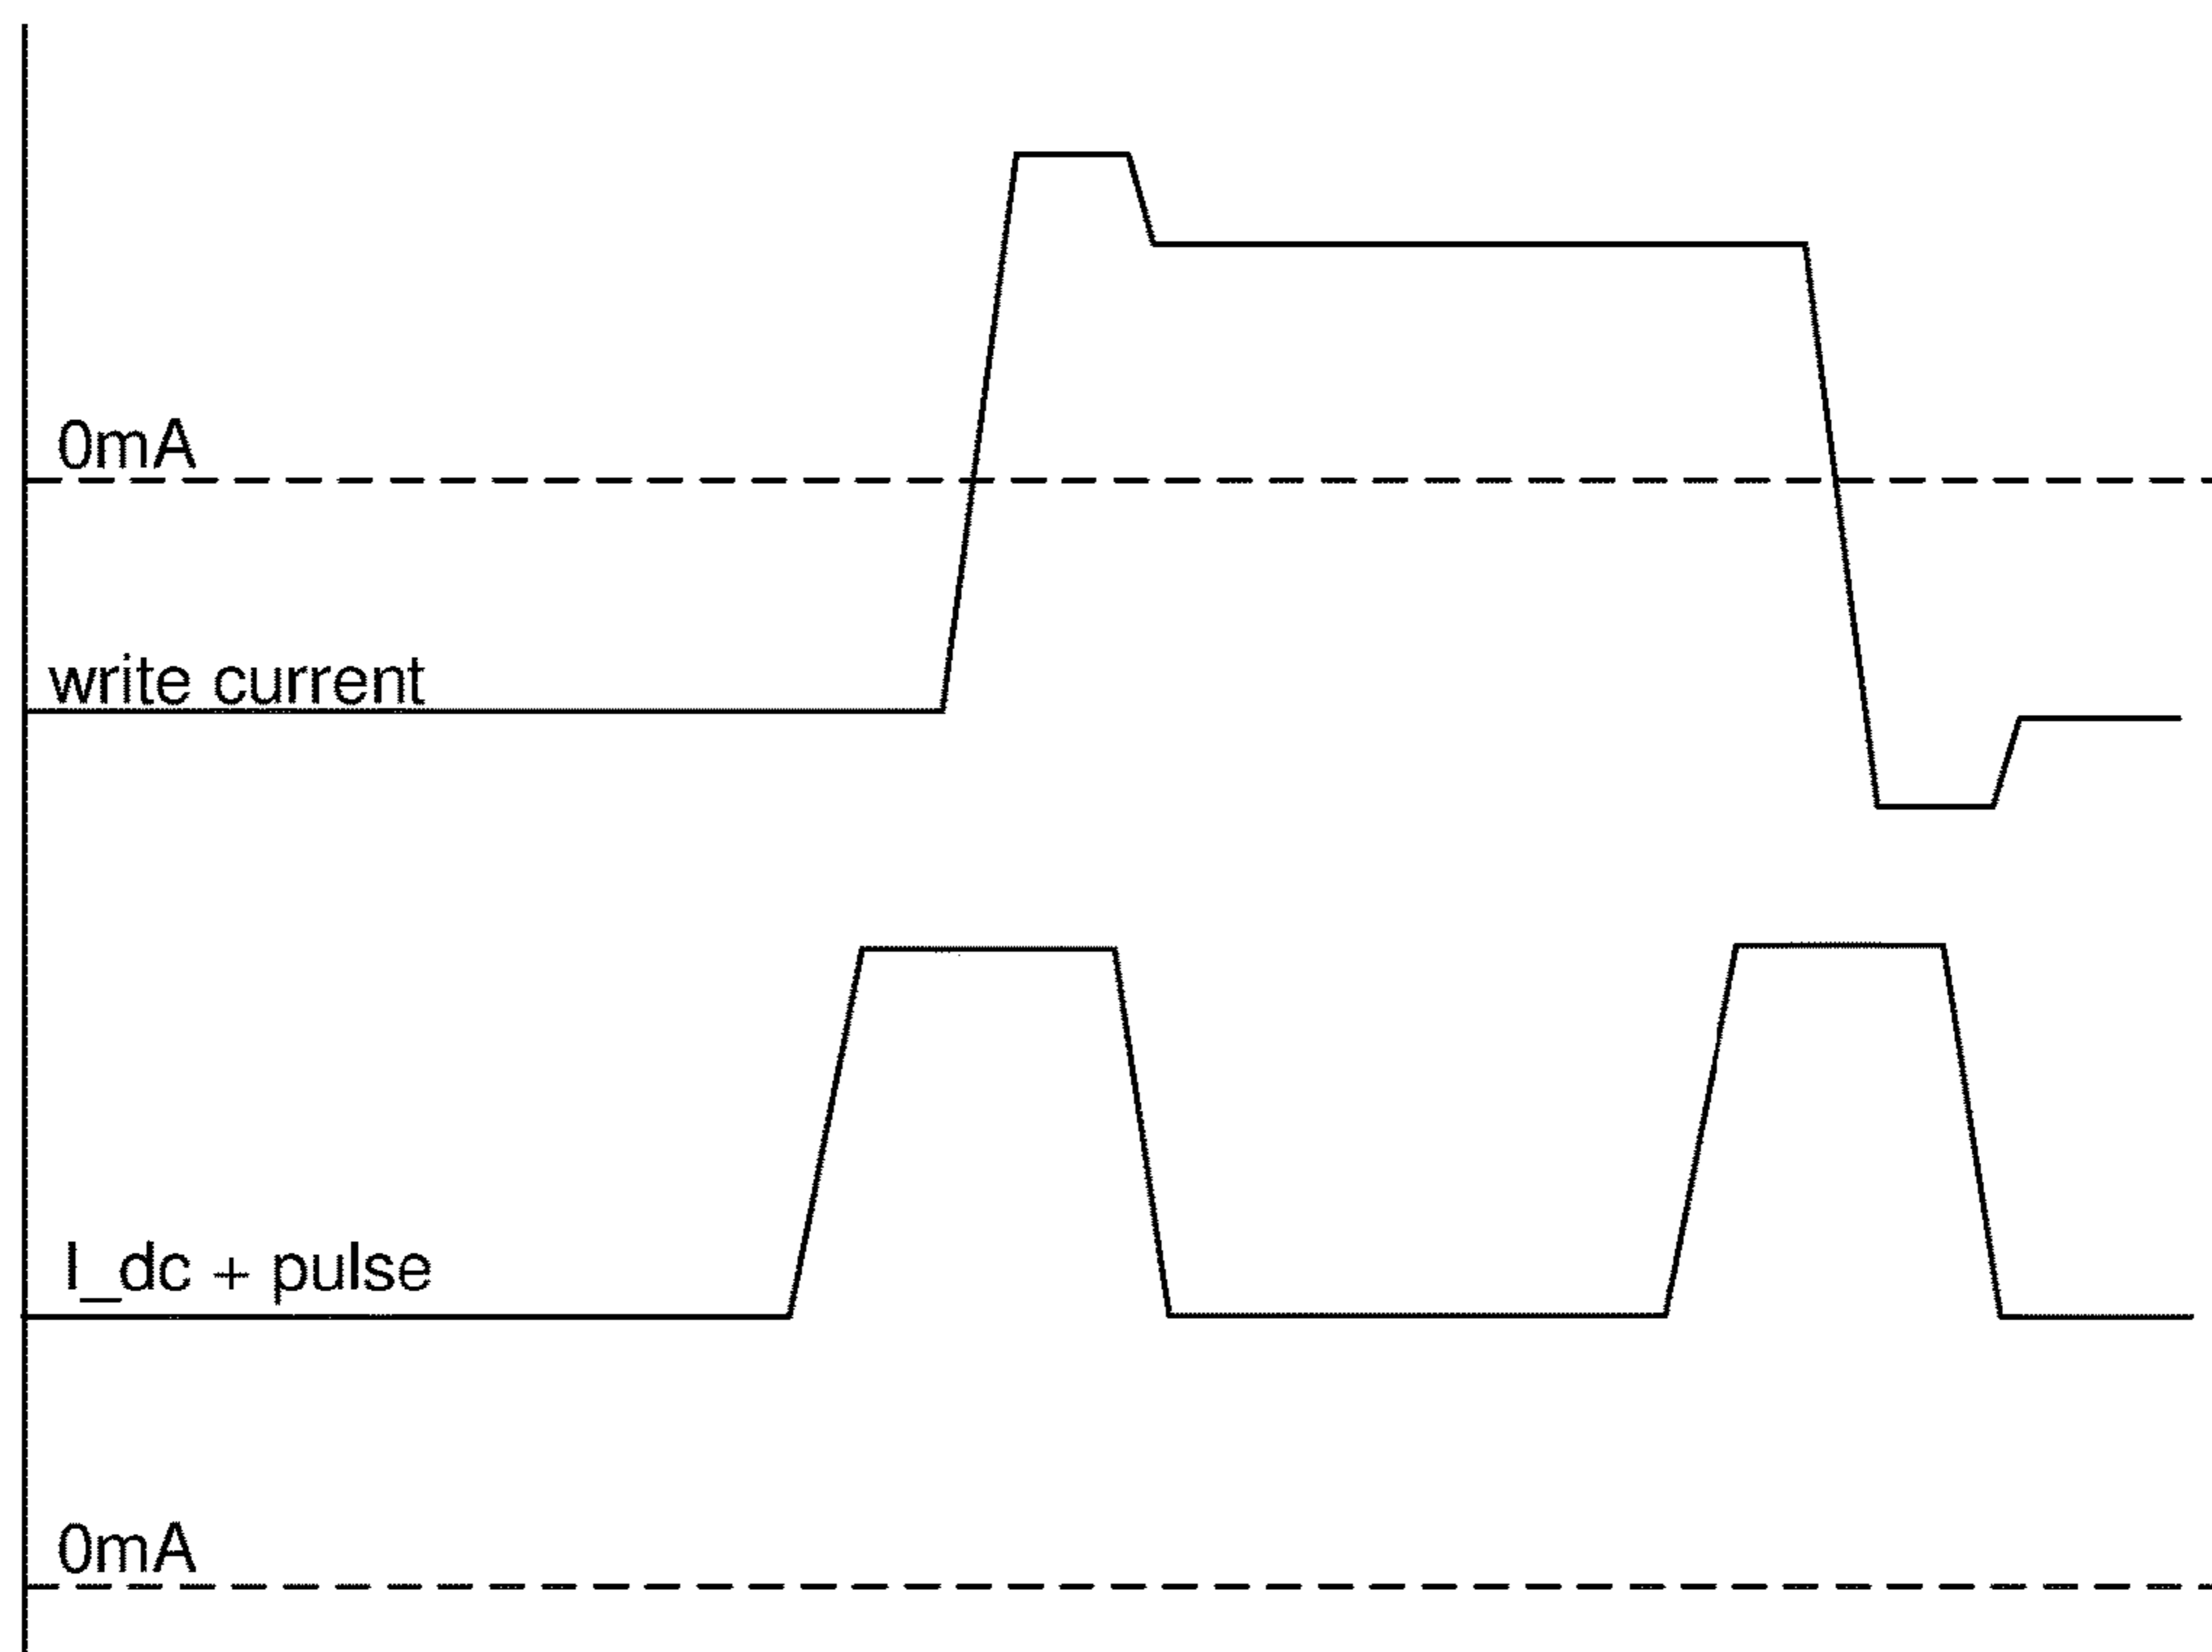 0mA
write current
I_dc + pulse
0mA